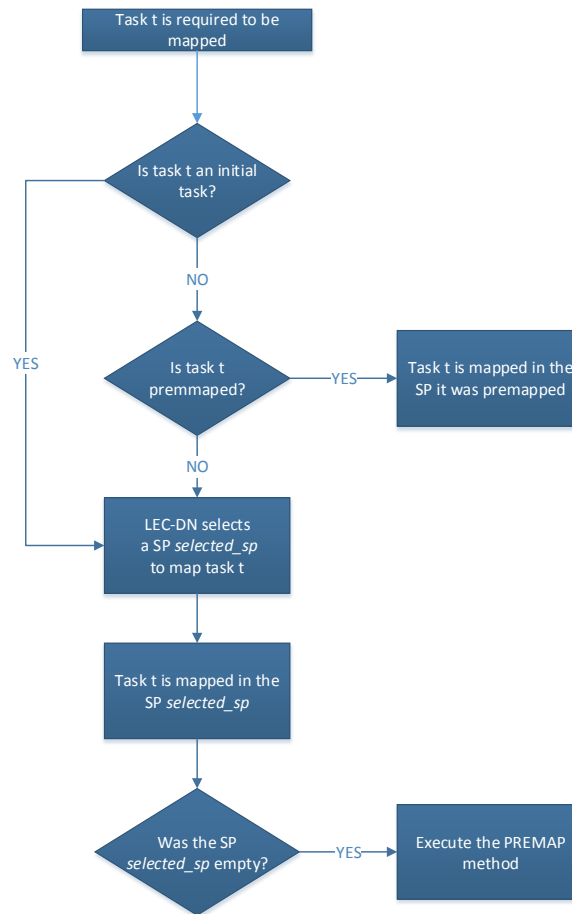 Task t is required to be
mapped
Is task t an initial
task?
NO
YES
Is task t
premmaped?
YES
Task t is mapped in the
SP it was premapped
NO
LEC-DN selects
a SP selected_sp
to map task t
Task t is mapped in the
SP selected_sp
Was the SP
selected_sp empty?
YES
Execute the PREMAP
method